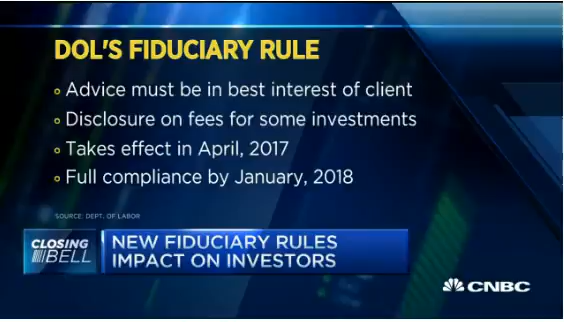 DOL'S FIDUCIARY RULE
Advice must be in best interest of client
Disclosure on fees for some investments
Takes effect in April, 2017
Full compliance by January, 2018
SOURCE: DEPT. OF LABOR
CLOSING
BELL
NEW FIDUCIARY RULES
IMPACT ON INVESTORS
CNBC